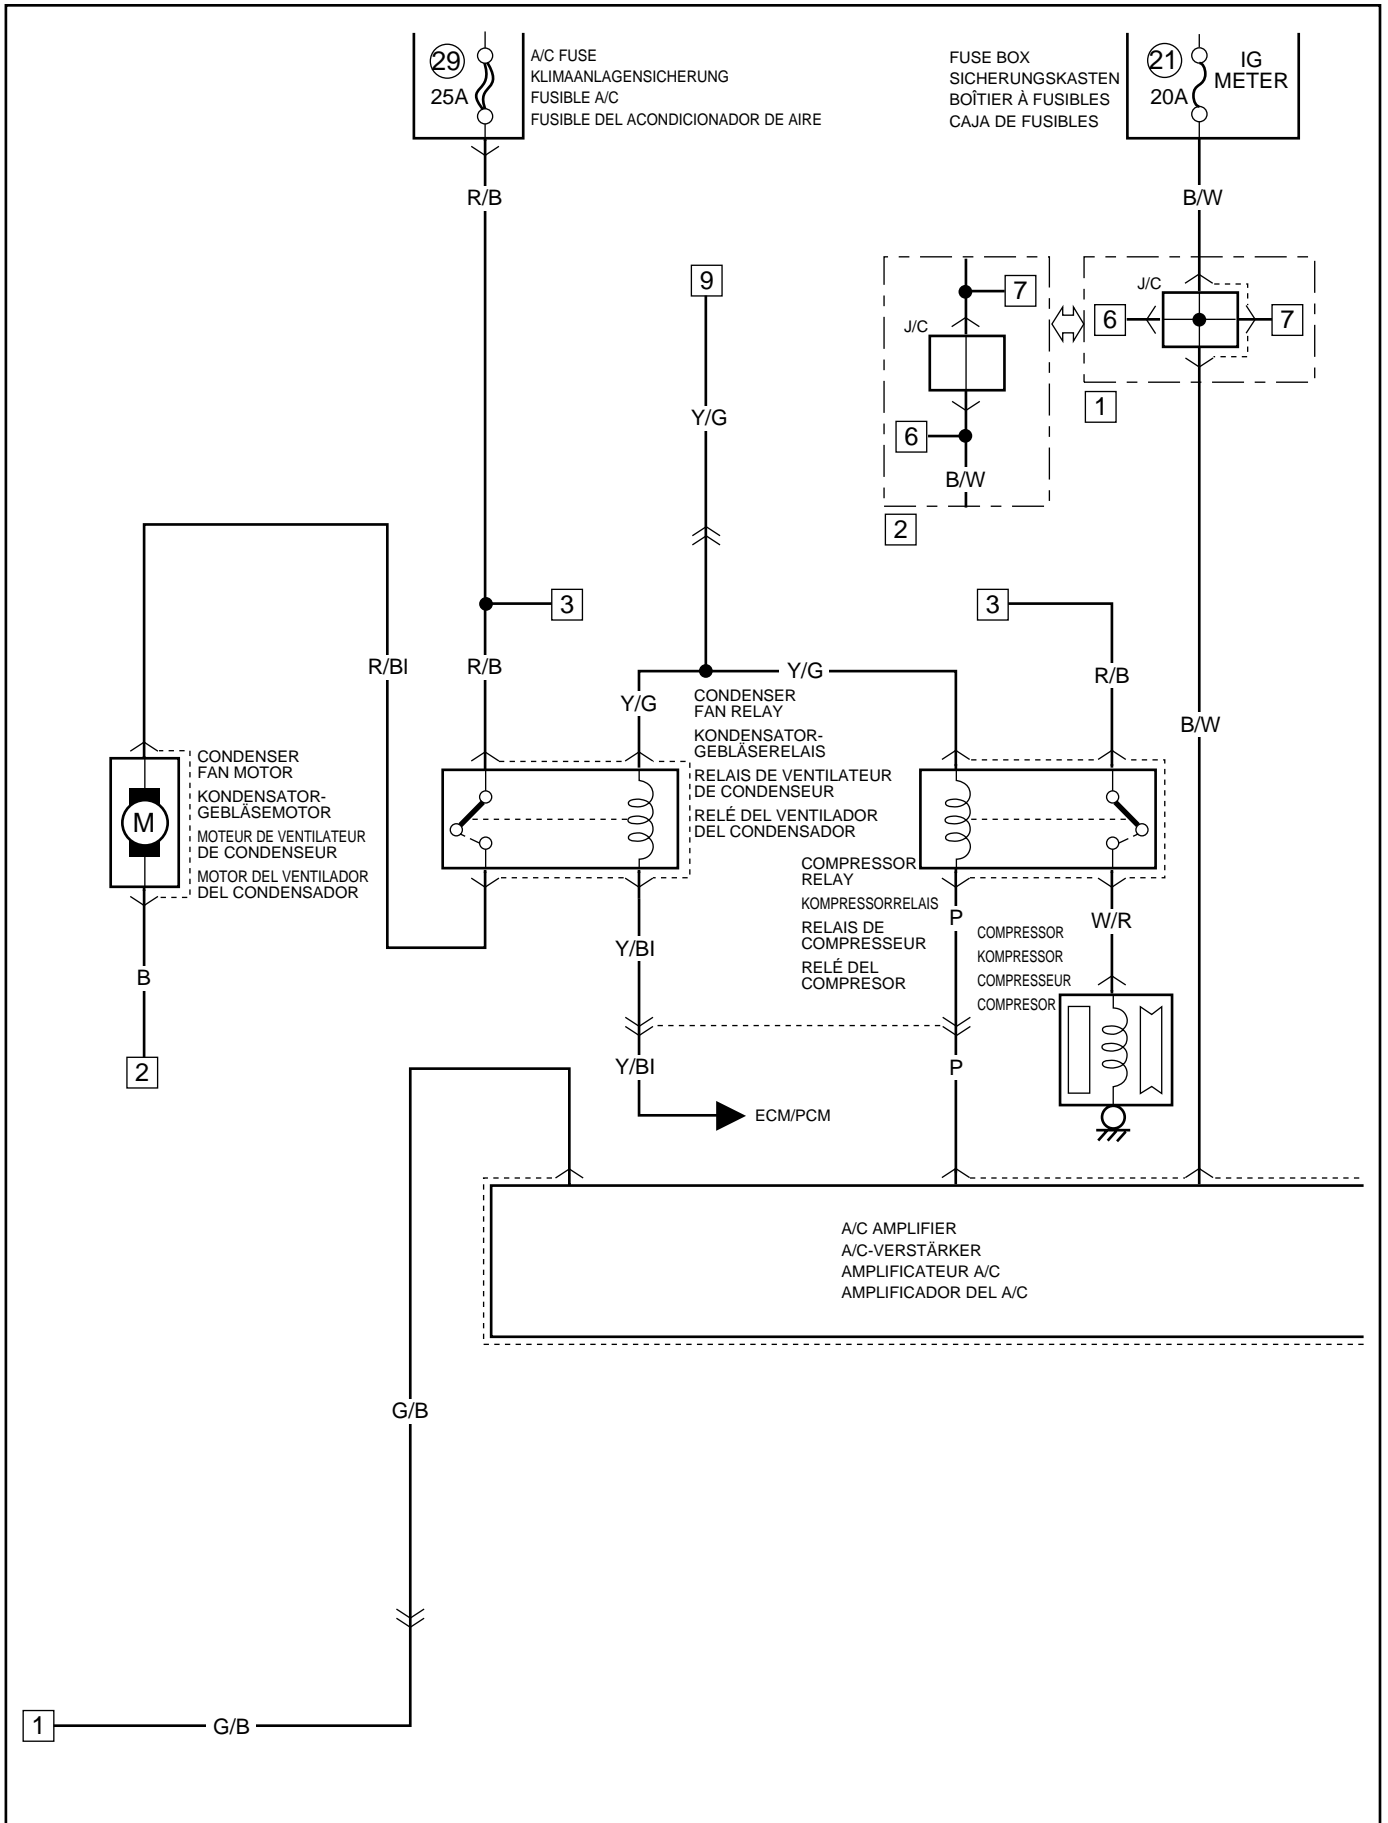 29
25A
A/C FUSE
KLIMAANLAGENSICHERUNG
FUSIBLE A/C
FUSIBLE DEL ACONDICIONADOR DE AIRE
FUSE BOX
SICHERUNGSKASTEN
BOÎTIER À FUSIBLES
CAJA DE FUSIBLES
21
20A
IG
METER
R/B
B/W
9
J/C
7
6
B/W
2
J/C
6
7
1
Y/G
3
3
R/BI
R/B
Y/G
Y/G
R/B
B/W
CONDENSER
FAN RELAY
KONDENSATOR-
GEBLÄSERELAIS
RELAIS DE VENTILATEUR
DE CONDENSEUR
RELÉ DEL VENTILADOR
DEL CONDENSADOR
CONDENSER
FAN MOTOR
KONDENSATOR-
GEBLÄSEMOTOR
MOTEUR DE VENTILATEUR
DE CONDENSEUR
MOTOR DEL VENTILADOR
DEL CONDENSADOR
M
COMPRESSOR
RELAY
KOMPRESSORRELAIS
RELAIS DE
COMPRESSEUR
RELÉ DEL
COMPRESOR
P
W/R
COMPRESSOR
KOMPRESSOR
COMPRESSEUR
COMPRESOR
Y/BI
B
2
Y/BI
P
ECM/PCM
A/C AMPLIFIER
A/C-VERSTÄRKER
AMPLIFICATEUR A/C
AMPLIFICADOR DEL A/C
G/B
1
G/B